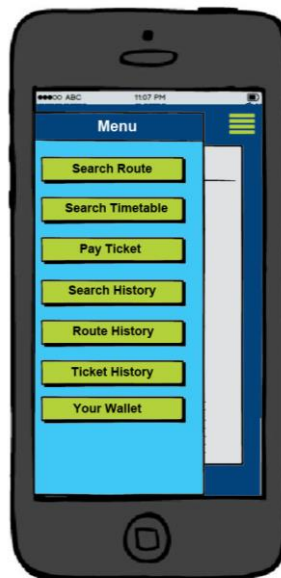 ABC 11:07 PM
Menu
Search Route
Search Timetable
Pay Ticket
Search History
Route History
Ticket History
Your Wallet